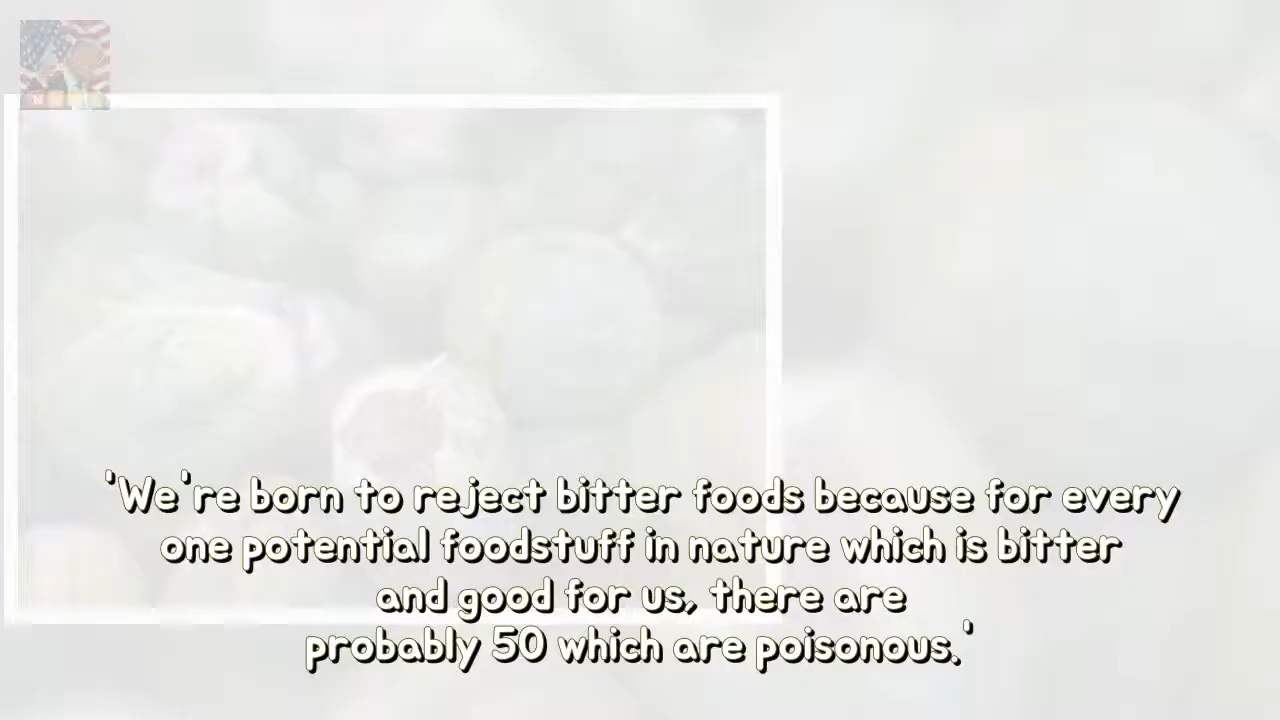 'We're born to reject bitter foods because for every
one potential foodstuff in nature which is bitter
and good for us, there are
probably 50 which are poisonous.'